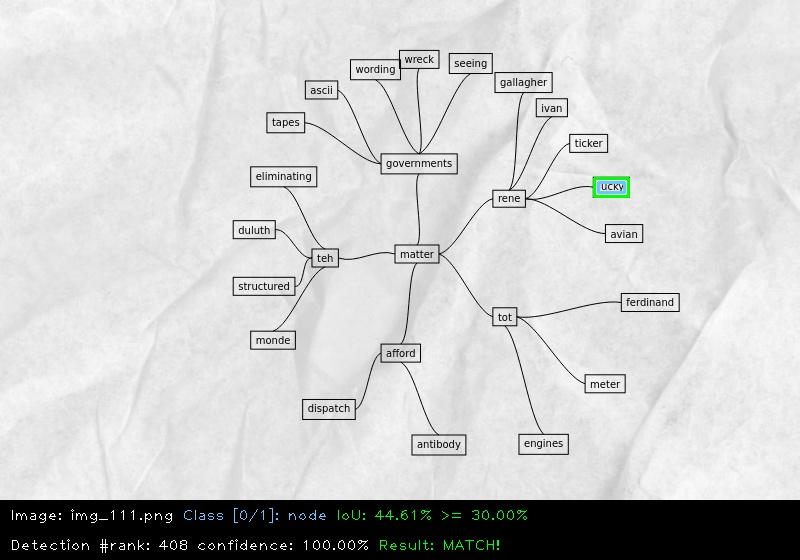 wreck
wording
seeing
gallagher
ascii
ivan
tapes
ticker
governments
eliminating
ucky
rene
duluth
avian
matter
teh
structured
ferdinand
tot
monde
afford
meter
dispatch
engines
antibody
Image: img_111.png Class [0/1]: node IoU: 44.61% >= 30.00%
Detection #rank: 408 confidence: 100.00% Result: MATCH!